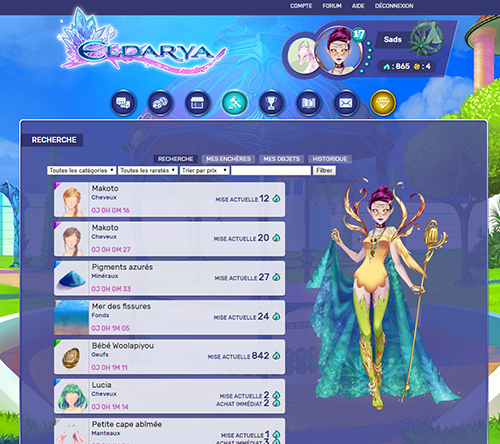 COMPTE FORUM AIDE DÉCONNEXION
ELDARYA
17
Sads
: 865 : 4
RECHERCHE
RECHERCHE MES ENCHÈRES MES OBJETS HISTORIQUE
Toutes les catégories Toutes les raretés Trier par prix Filtrer
Makoto
Cheveux
MISE ACTUELLE 12
0J 0H 0M 16
Makoto
Cheveux
MISE ACTUELLE 20
0J 0H 0M 27
Pigments azurés
Minéraux
MISE ACTUELLE 27
0J 0H 0M 33
Mer des fissures
Fonds
MISE ACTUELLE 24
0J 0H 1M 05
Bébé Woolapiyou
Oeufs
MISE ACTUELLE 842
0J 0H 1M 11
Lucia
Cheveux
MISE ACTUELLE 2
ACHAT IMMÉDIAT 2
0J 0H 1M 14
Petite cape abîmée
Manteaux
MISE ACTUELLE 1